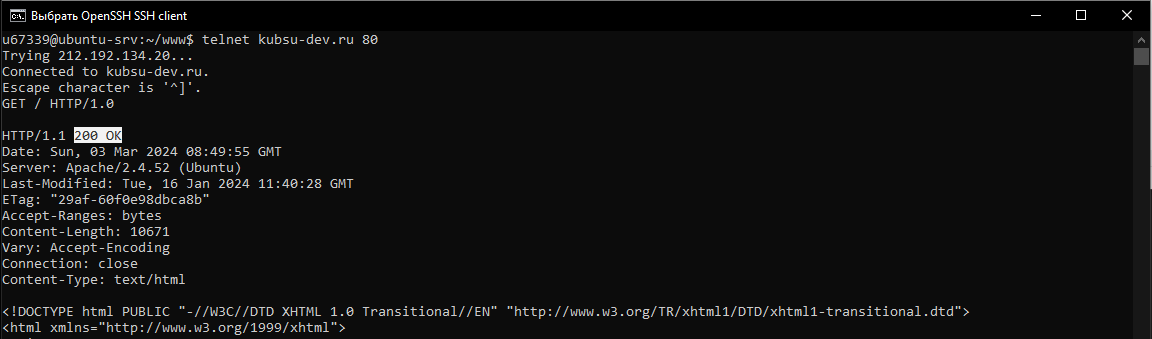 Выбрать OpenSSH SSH client
u67339@ubuntu-srv:~/www$ telnet kubsu-dev.ru 80
Trying 212.192.134.20...
Connected to kubsu-dev.ru.
Escape character is '^]'.
GET / HTTP/1.0
HTTP/1.1 200 OK
Date: Sun, 03 Mar 2024 08:49:55 GMT
Server: Apache/2.4.52 (Ubuntu)
Last-Modified: Tue, 16 Jan 2024 11:40:28 GMT
ETag: "29af-60f0e98dbca8b"
Accept-Ranges: bytes
Content-Length: 10671
Vary: Accept-Encoding
Connection: close
Content-Type: text/html
<!DOCTYPE html PUBLIC "-//W3C//DTD XHTML 1.0 Transitional//EN" "http://www.w3.org/TR/xhtml1/DTD/xhtml1-transitional.dtd">
<html xmlns="http://www.w3.org/1999/xhtml">